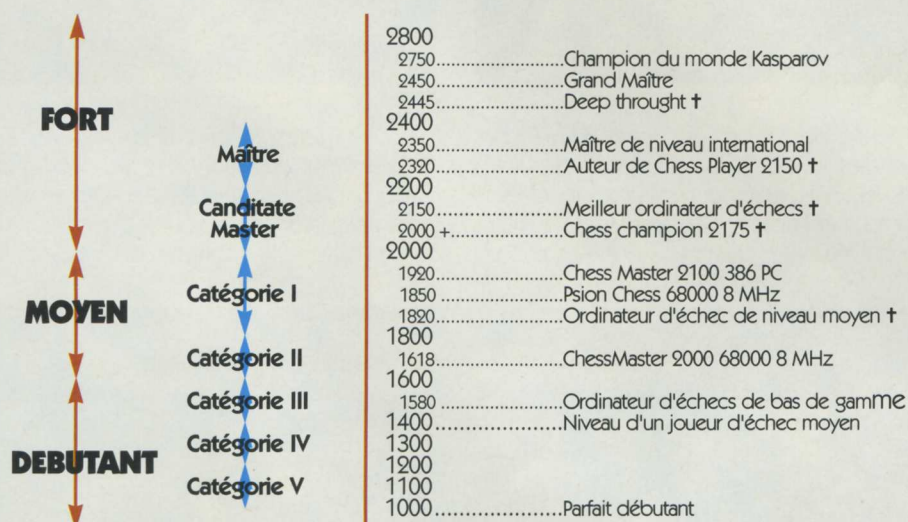 FORT
MOYEN
DEBUTANT
Maître
Canditate
Master
Catégorie I
Catégorie II
Catégorie III
Catégorie IV
Catégorie V
2800
2750......................Champion du monde Kasparov
2450......................Grand Maître
2445......................Deep throught †
2400
2350......................Maître de niveau international
2320......................Auteur de Chess Player 2150 †
2200
2150......................Meilleur ordinateur d'échecs †
2000 +....................Chess champion 2175 †
2000
1920......................Chess Master 2100 386 PC
1850 .....................Psion Chess 68000 8 MHz
1820......................Ordinateur d'échec de niveau moyen †
1800
1618......................ChessMaster 2000 68000 8 MHz
1600
1580 .....................Ordinateur d'échecs de bas de gamme
1400......................Niveau d'un joueur d'échec moyen
1300
1200
1100
1000......................Parfait débutant